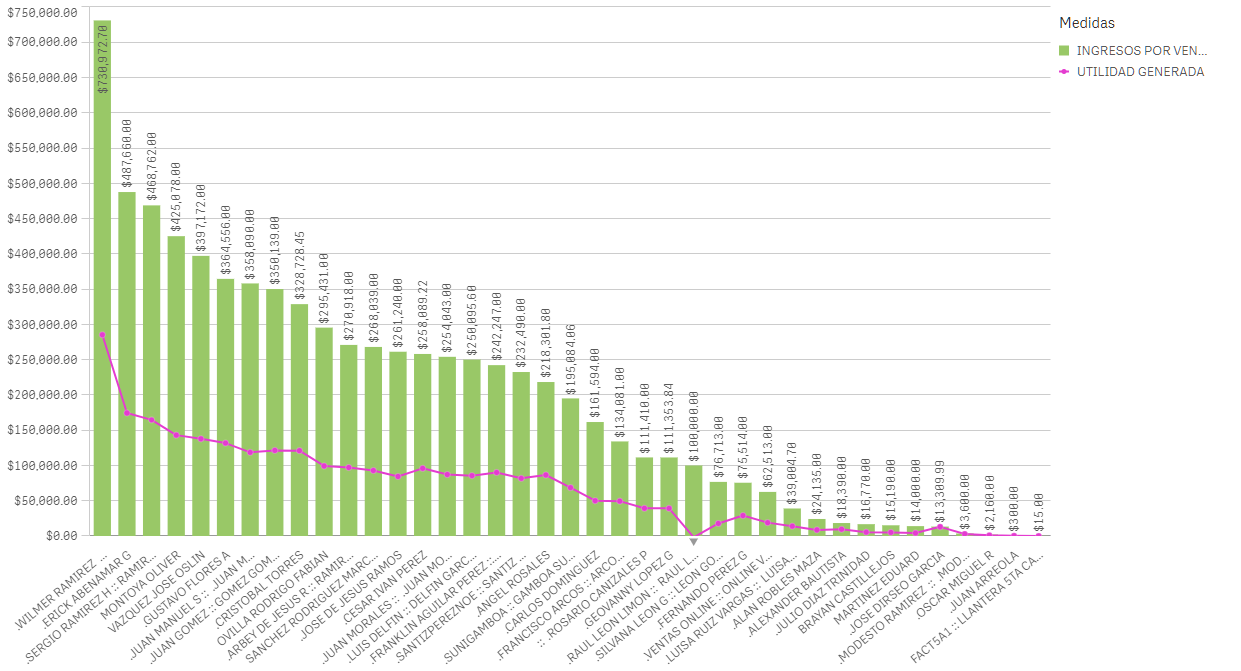 $750,000.00
$700,000.00
$650,000.00
$600,000.00
$550,000.00
$500,000.00
$450,000.00
$400,000.00
$350,000.00
$300,000.00
$250,000.00
$200,000.00
$150,000.00
$100,000.00
$50,000.00
$0.00
$730,972.70
$487,660.00
$468,762.00
$425,078.00
$397,172.00
$364,556.00
$358,090.00
$350,139.00
$328,728.45
$295,431.00
$270,918.00
$268,039.00
$261,240.00
$258,089.22
$254,043.00
$250,095.60
$242,247.00
$232,490.00
$218,301.80
$195,084.06
$161,594.00
$134,081.00
$111,410.00
$111,353.84
$100,000.00
$76,713.00
$75,514.00
$62,513.00
$39,004.70
$24,135.00
$18,390.00
$16,770.00
$15,190.00
$14,000.00
$13,309.99
$3,600.00
$2,160.00
$300.00
$15.00
.WILMER RAMIREZ ...
.ERICK ABENAMAR G
.SERGIO RAMIREZ H :: RAMIR...
MONTOYA OLIVER
VAZQUEZ JOSE OSLIN
GUSTAVO FLORES A
JUAN MANUEL S :: .JUAN M...
.JUAN GOMEZ :: GOMEZ GOM...
CRISTOBAL TORRES
OVILLA RODRIGO FABIAN
.ARBEY DE JESUS R :: RAMIR...
SANCHEZ RODRIGUEZ MARC...
.JOSE DE JESUS RAMOS
.CESAR IVAN PEREZ
.JUAN MORALES :: .JUAN MO...
.LUIS DELFIN :: DELFIN GARC...
.FRANKLIN AGUILAR PEREZ ::...
.SANTIZPEREZNOE :: SANTIZ...
.ANGEL ROSALES
.SUNIGAMBOA :: GAMBOA SU...
.CARLOS DOMINGUEZ
.FRANCISCO ARCOS :: ARCO...
:: .ROSARIO CANIZALES P
.GEOVANNY LOPEZ G
.RAUL LEON LIMON :: RAUL L...
.SILVANA LEON G :: LEON GO...
.FERNANDO PEREZ G
.VENTAS ONLINE :: ONLINE V...
.LUISA RUIZ VARGAS :: LUISA...
.ALAN ROBLES MAZA
.ALEXANDER BAUTISTA
.JULIO DIAZ TRINIDAD
BRAYAN CASTILLEJOS
MARTINEZ EDUARD
.JOSE DIRSEO GARCIA
.MODESTO RAMIREZ :: .MOD...
.OSCAR MIGUEL R
.JUAN ARREOLA
FACT5A1 :: LLANTERA 5TA CA...
Medidas
INGRESOS POR VEN...
UTILIDAD GENERADA